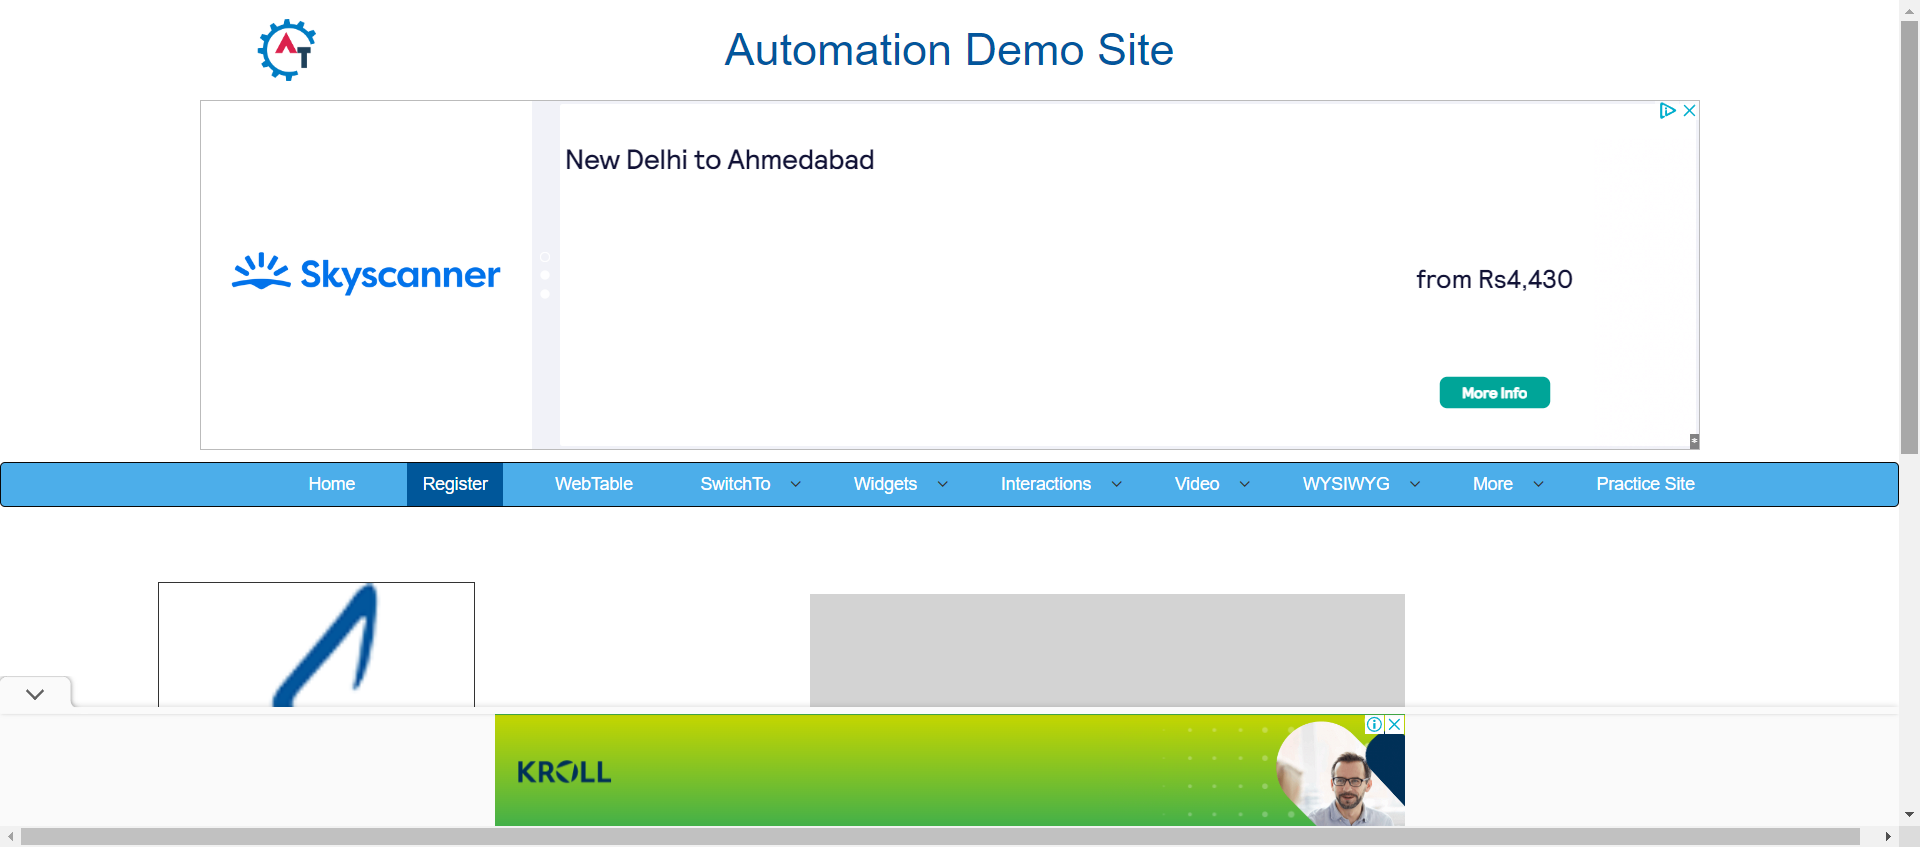 AT
Automation Demo Site
New Delhi to Ahmedabad
Skyscanner
from Rs4,430
More Info
Home Register WebTable SwitchTo Widgets Interactions Video WYSIWYG More Practice Site
KROLL